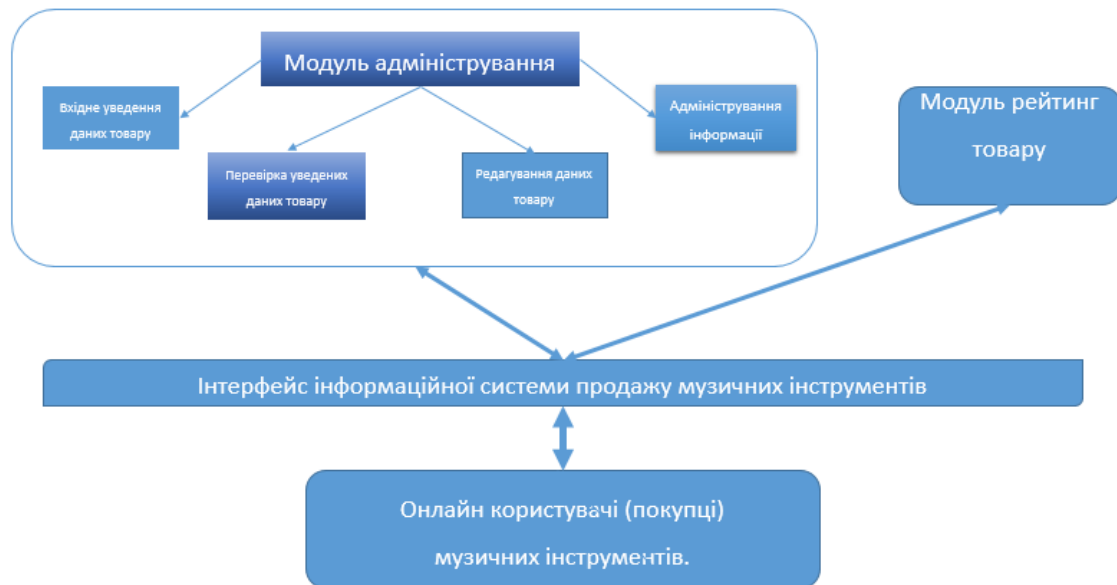 Модуль адміністрування
Вхідне уведення
даних товару
Адміністрування
інформації
Перевірка уведених
даних товару
Редагування даних
товару
Модуль рейтинг
товару
Інтерфейс інформаційної системи продажу музичних інструментів
Онлайн користувачі (покупці)
музичних інструментів.